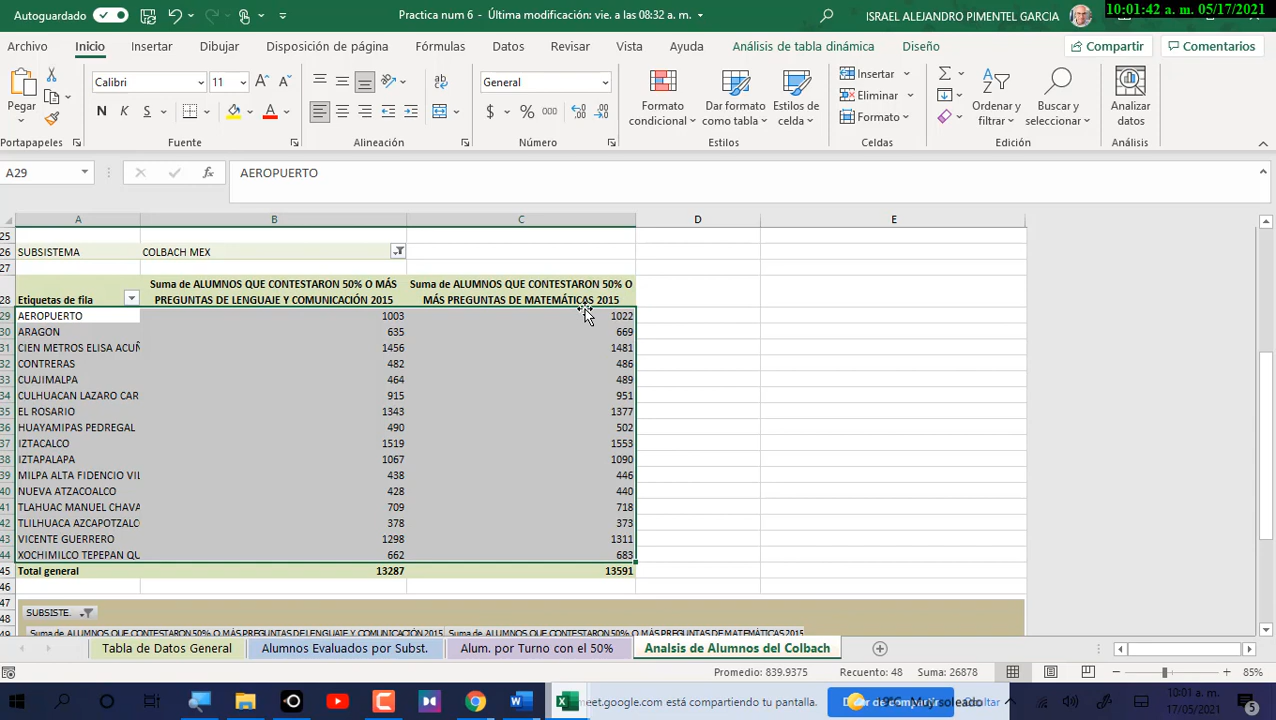 Autoguardado
Practica num 6 - Última modificación: vie. a las 08:32 a. m.
ISRAEL ALEJANDRO PIMENTEL GARCIA
10:01:42 a. m. 05/17/2021
Archivo Inicio Insertar Dibujar Disposición de página Fórmulas Datos Revisar Vista Ayuda Análisis de tabla dinámica Diseño Compartir Comentarios
Calibri 11 General Insertar
Pegar N K S $ % 000 Formato condicional Dar formato como tabla Estilos de celda Eliminar Formato Ordenar y filtrar Buscar y seleccionar Analizar datos
Portapapeles Fuente Alineación Número Estilos Celdas Edición Análisis
A29 fx AEROPUERTO
A B C D E
25
26 SUBSISTEMA COLBACH MEX
27
Suma de ALUMNOS QUE CONTESTARON 50% O MÁS Suma de ALUMNOS QUE CONTESTARON 50% O
28 Etiquetas de fila PREGUNTAS DE LENGUAJE Y COMUNICACIÓN 2015 MÁS PREGUNTAS DE MATEMÁTICAS 2015
29 AEROPUERTO 1003 1022
30 ARAGON 635 669
31 CIEN METROS ELISA ACUÑ 1456 1481
32 CONTRERAS 482 486
33 CUAJIMALPA 464 489
34 CULHUACAN LAZARO CAR 915 951
35 EL ROSARIO 1343 1377
36 HUAYAMIPAS PEDREGAL 490 502
37 IZTACALCO 1519 1553
38 IZTAPALAPA 1067 1090
39 MILPA ALTA FIDENCIO VIL 438 446
40 NUEVA ATZACOALCO 428 440
41 TLAHUAC MANUEL CHAVA 709 718
42 TLILHUACA AZCAPOTZALC 378 373
43 VICENTE GUERRERO 1298 1311
44 XOCHIMILCO TEPEPAN QU 662 683
45 Total general 13287 13591
46
47 SUBSISTE.
48
49 Suma de ALUMNOS QUE CONTESTARON 50% O MÁS PREGUNTAS DE LENGUAJE Y COMUNICACIÓN 2015 Suma de ALUMNOS QUE CONTESTARON 50% O MÁS PREGUNTAS DE MATEMÁTICAS 2015
Tabla de Datos General Alumnos Evaluados por Subst. Alum. por Turno con el 50% Analsis de Alumnos del Colbach
Promedio: 839.9375 Recuento: 48 Suma: 26878 85%
meet.google.com está compartiendo tu pantalla. 19°C soleado 10:01 a. m.
17/05/2021 5